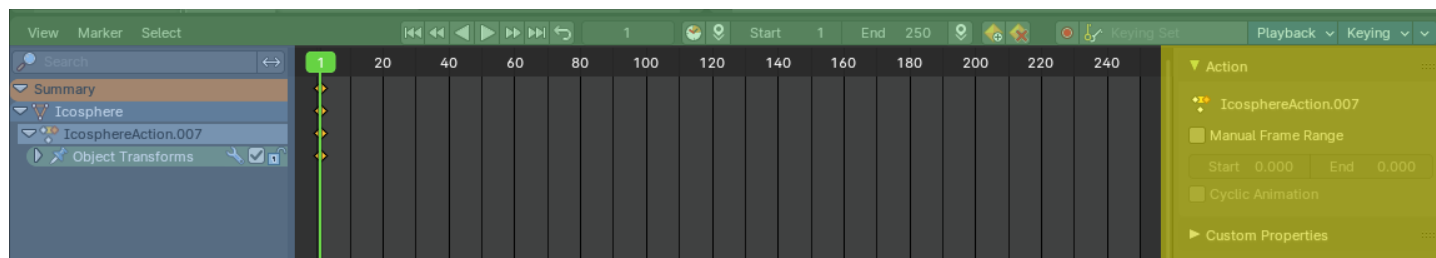 View Marker Select 1 Start 1 End 250 Keying Set Playback Keying
Search 1 20 40 60 80 100 120 140 160 180 200 220 240 Action
Summary
Icosphere IcosphereAction.007
IcosphereAction.007 Manual Frame Range
Object Transforms Start 0.000 End 0.000
Cyclic Animation
Custom Properties